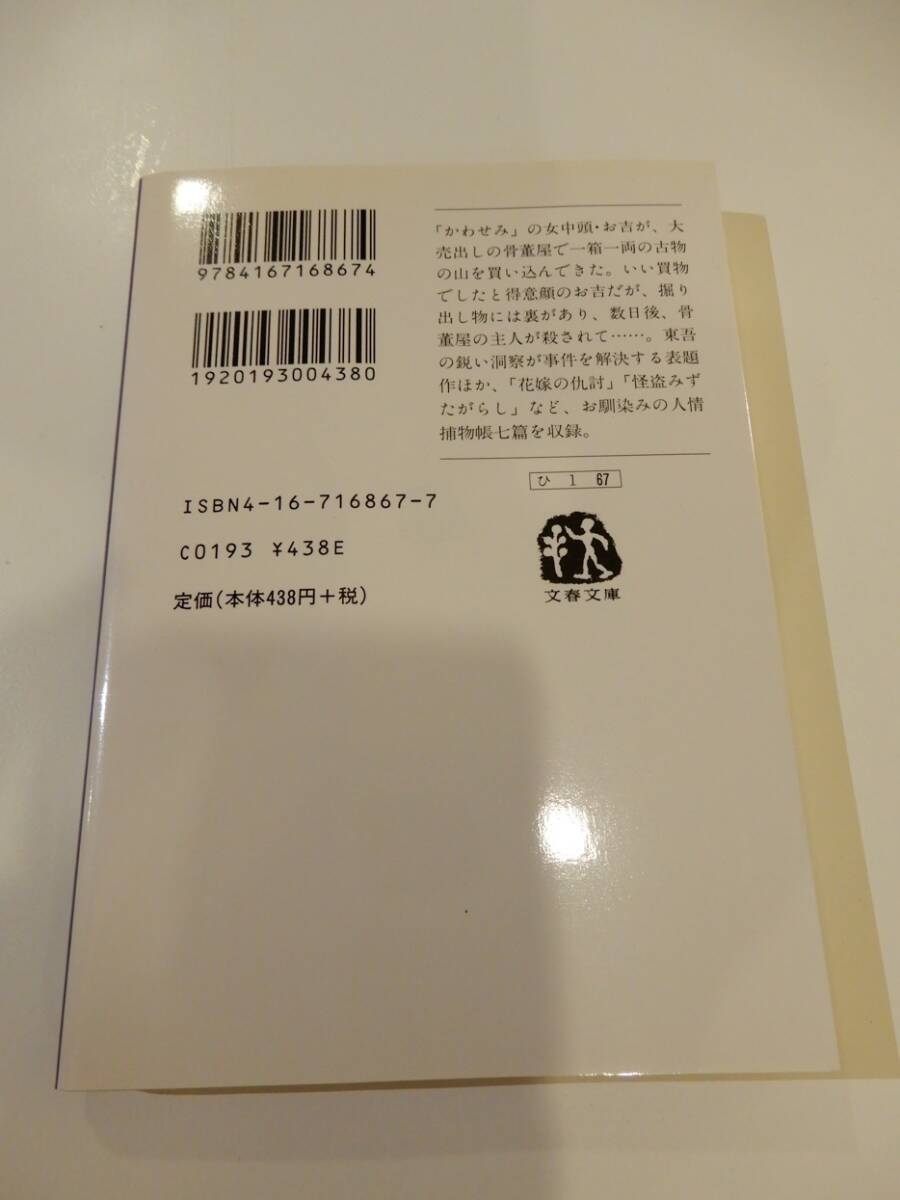 9784167168674
1920193004380
ISBN4-16-716867-7
C0193 ¥438E
定価(本体438円+税)
「かわせみ」の女中頭・お吉が、大
売出しの骨董屋で一箱一両の古物
の山を買い込んできた。いい買物
でしたと得意顔のお吉だが、掘り
出し物には裏があり、数日後、骨
董屋の主人が殺されて……。東吾
の鋭い洞察が事件を解決する表題
作ほか、「花嫁の仇討」「怪盗みずた
たがらし」など、お馴染みの人情
捕物帳七篇を収録。
ひ 1 67
文春文庫